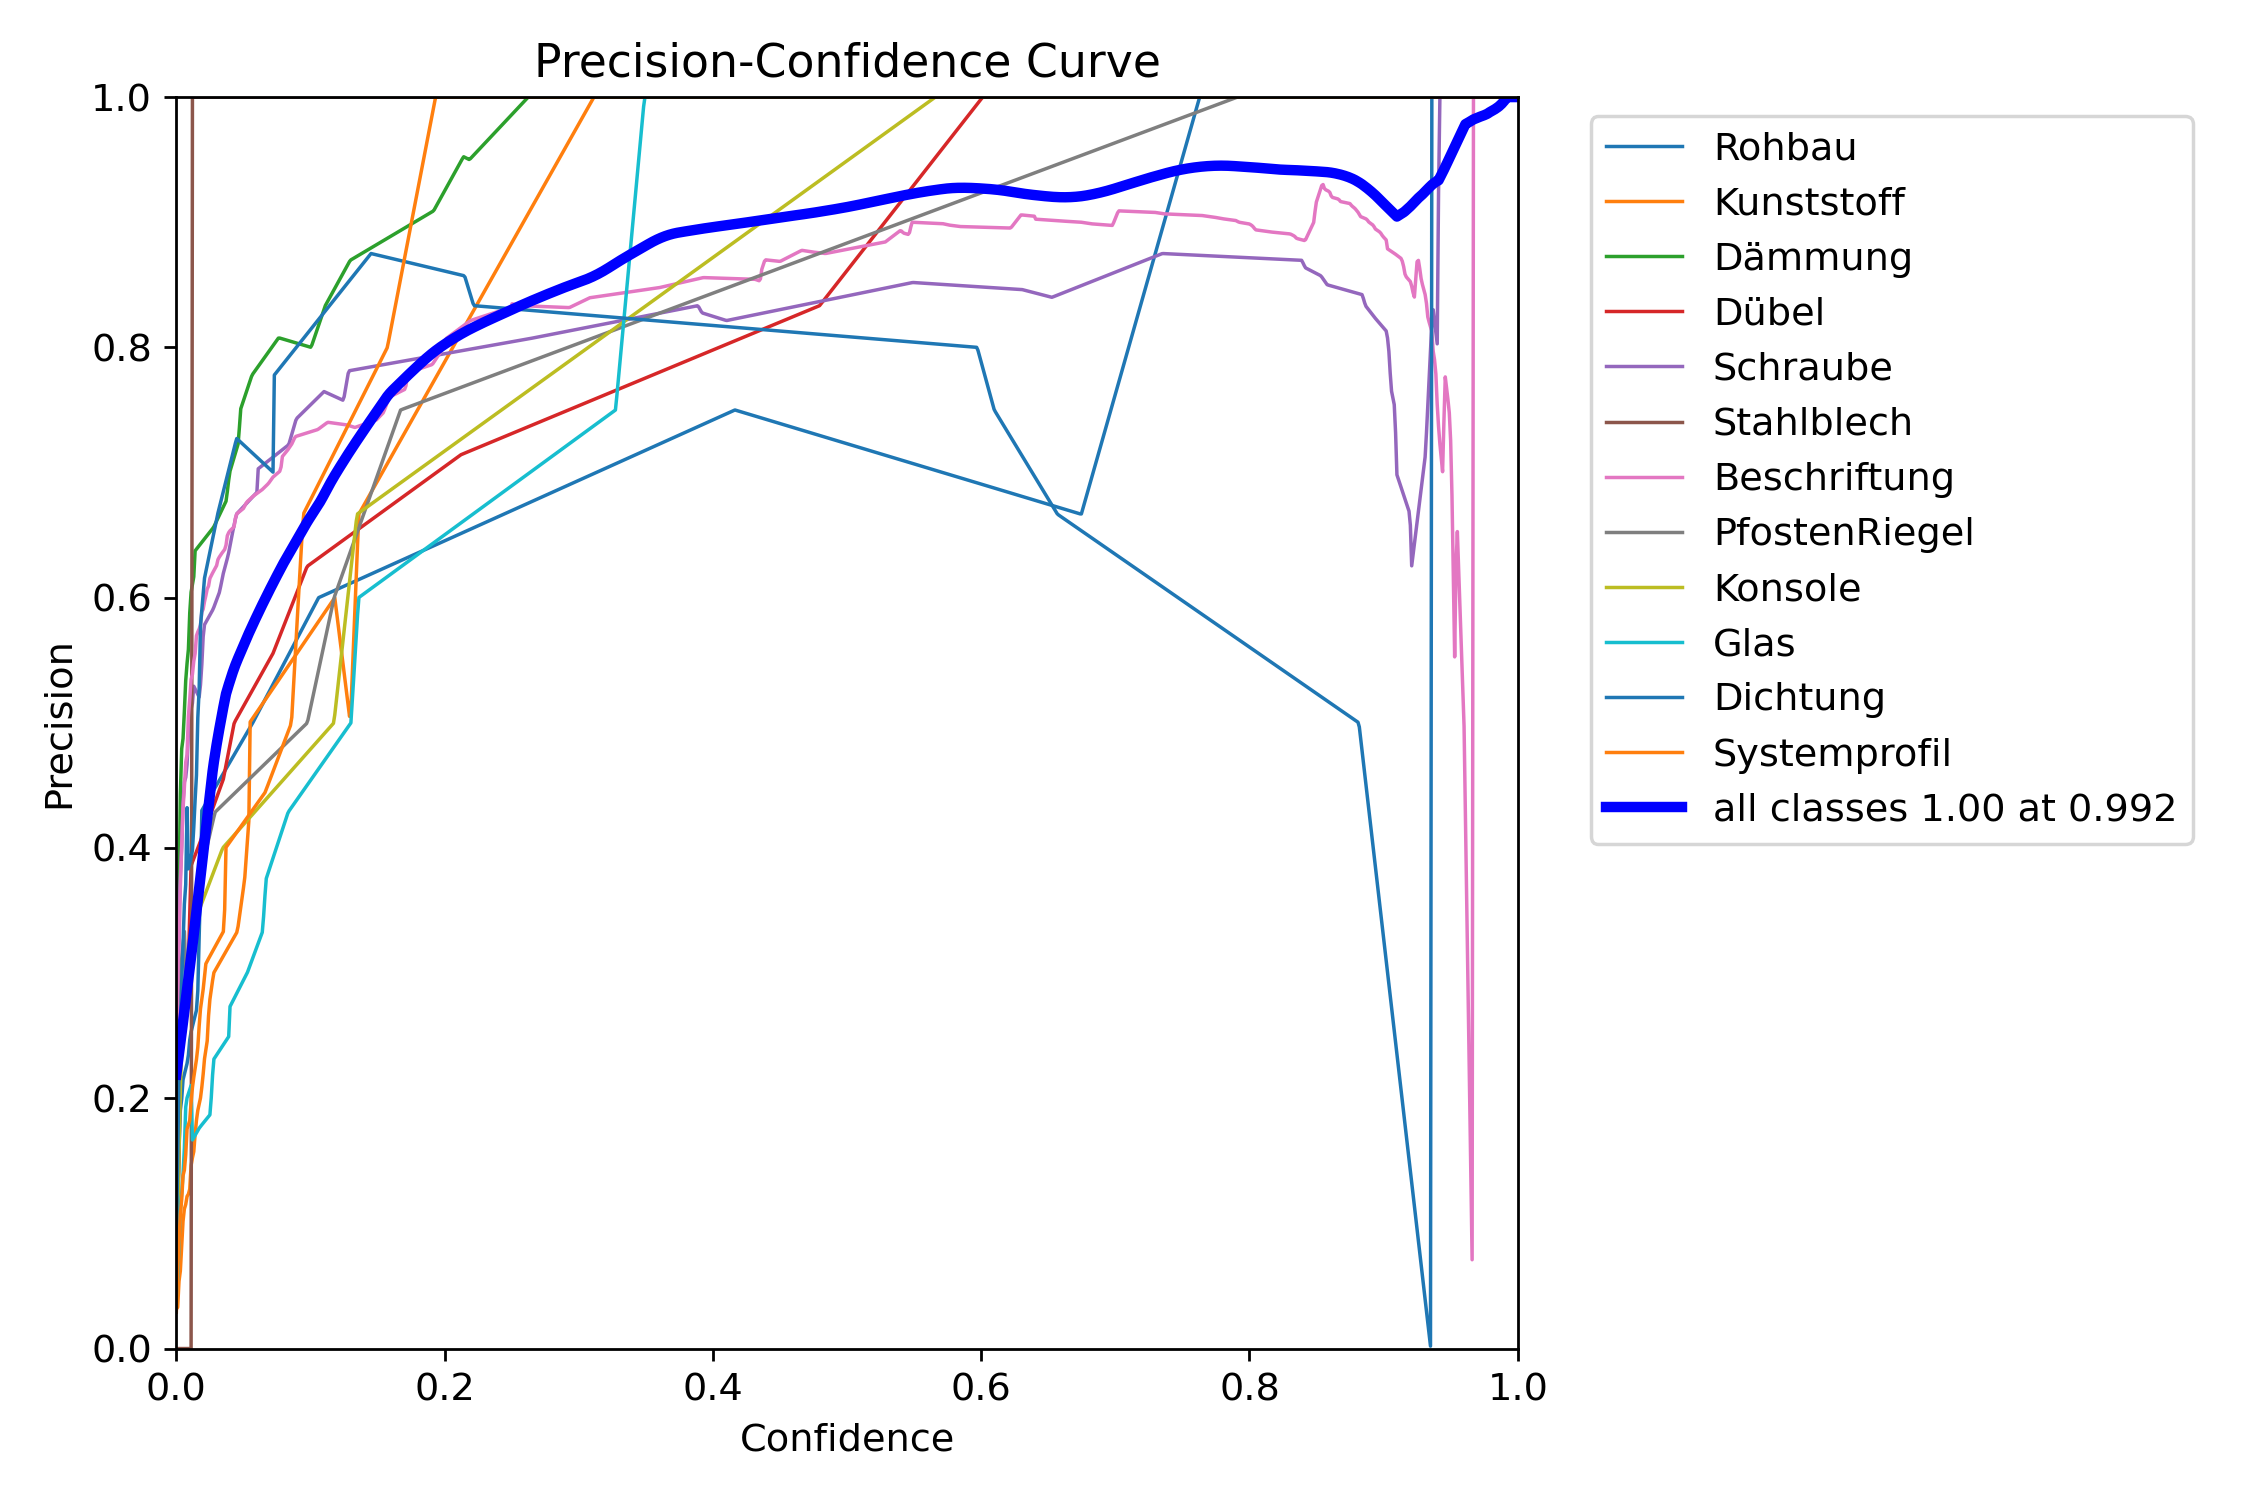 Precision-Confidence Curve
1.0
0.8
0.6
0.4
0.2
0.0
Precision
0.0 0.2 0.4 0.6 0.8 1.0
Confidence
Rohbau
Kunststoff
Dämmung
Dübel
Schraube
Stahlblech
Beschriftung
PfostenRiegel
Konsole
Glas
Dichtung
Systemprofil
all classes 1.00 at 0.992